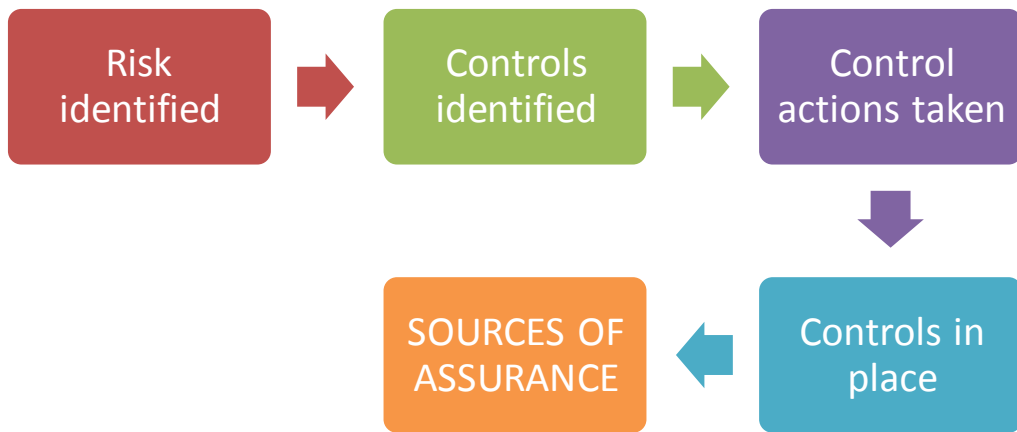 Risk
identified
Controls
identified
Control
actions taken
Controls in
place
SOURCES OF
ASSURANCE